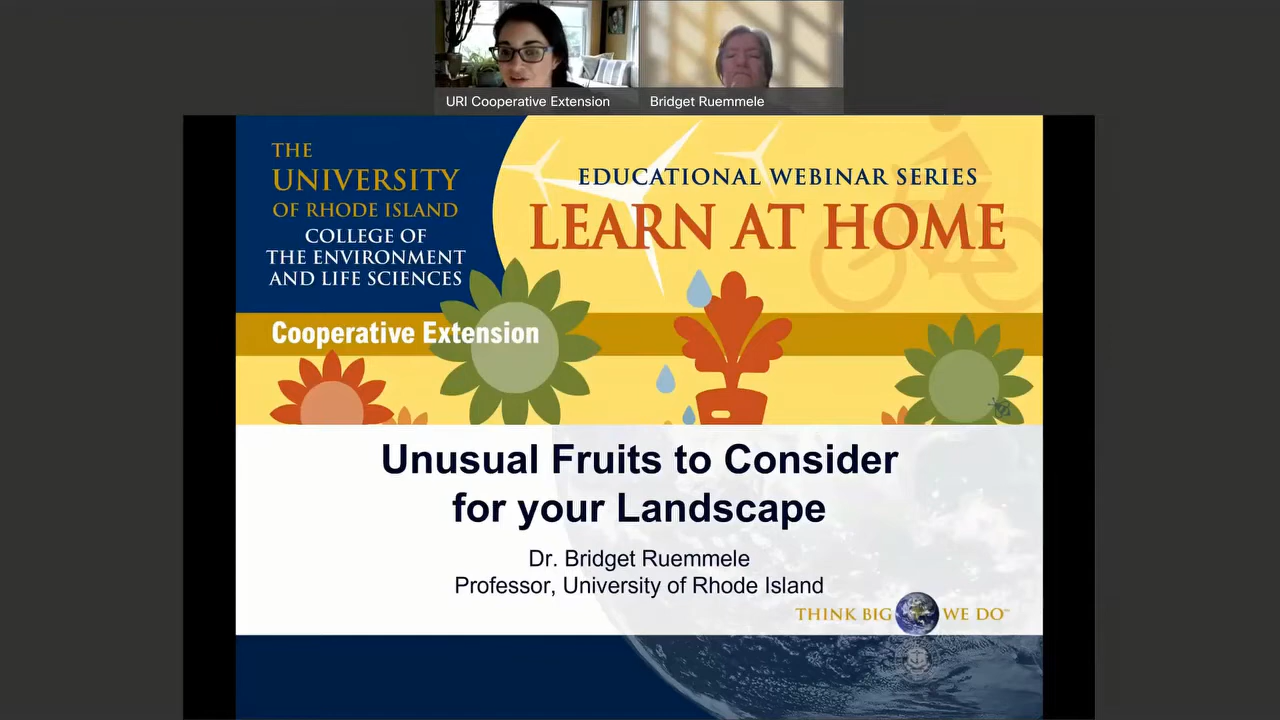 URI Cooperative Extension
Bridget Ruemmele
THE
UNIVERSITY
OF RHODE ISLAND
COLLEGE OF
THE ENVIRONMENT
AND LIFE SCIENCES
EDUCATIONAL WEBINAR SERIES
LEARN AT HOME
Cooperative Extension
Unusual Fruits to Consider
for your Landscape
Dr. Bridget Ruemmele
Professor, University of Rhode Island
THINK BIG WE DO™